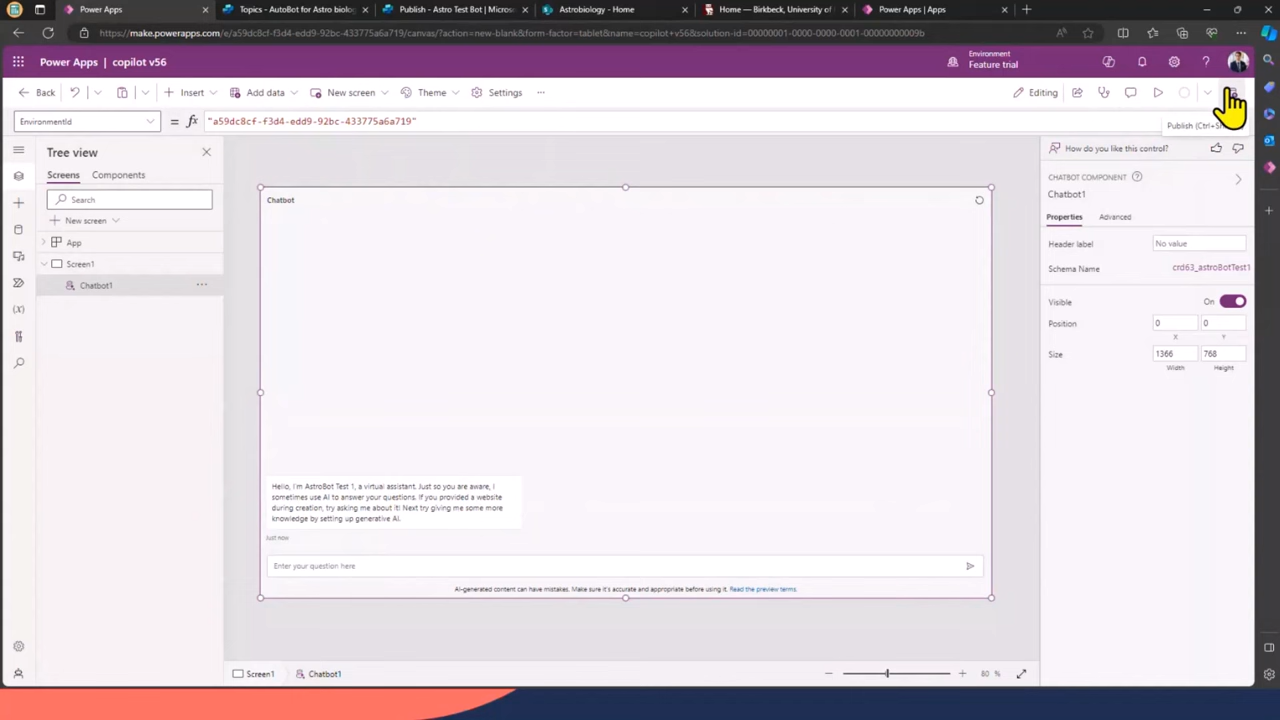 Power Apps
Topics - AutoBot for Astro biolog
Publish - Astro Test Bot | Micros
Astrobiology - Home
Home — Birkbeck, University of
Power Apps | Apps
https://make.powerapps.com/e/a59dc8cf-f3d4-edd9-92bc-433775a6a719/canvas/?action=new-blank&form-factor=tablet&name=copilot+v56&solution-id=00000001-0000-0000-0001-00000000009b
Power Apps | copilot v56
Environment
Feature trial
Back
Insert
Add data
New screen
Theme
Settings
Editing
EnvironmentId
= fx "a59dc8cf-f3d4-edd9-92bc-433775a6a719"
Publish (Ctrl+S
Tree view
Screens Components
Search
New screen
App
Screen1
Chatbot1
Chatbot
Hello, I'm AstroBot Test 1, a virtual assistant. Just so you are aware, I
sometimes use AI to answer your questions. If you provided a website
during creation, try asking me about it! Next try giving me some more
knowledge by setting up generative AI.
Just now
Enter your question here
AI-generated content can have mistakes. Make sure it's accurate and appropriate before using it. Read the preview terms.
How do you like this control?
CHATBOT COMPONENT
Chatbot1
Properties Advanced
Header label No value
Schema Name crd63_astroBotTest1
Visible On
Position 0 0
X Y
Size 1366 768
Width Height
Screen1 Chatbot1
80 %